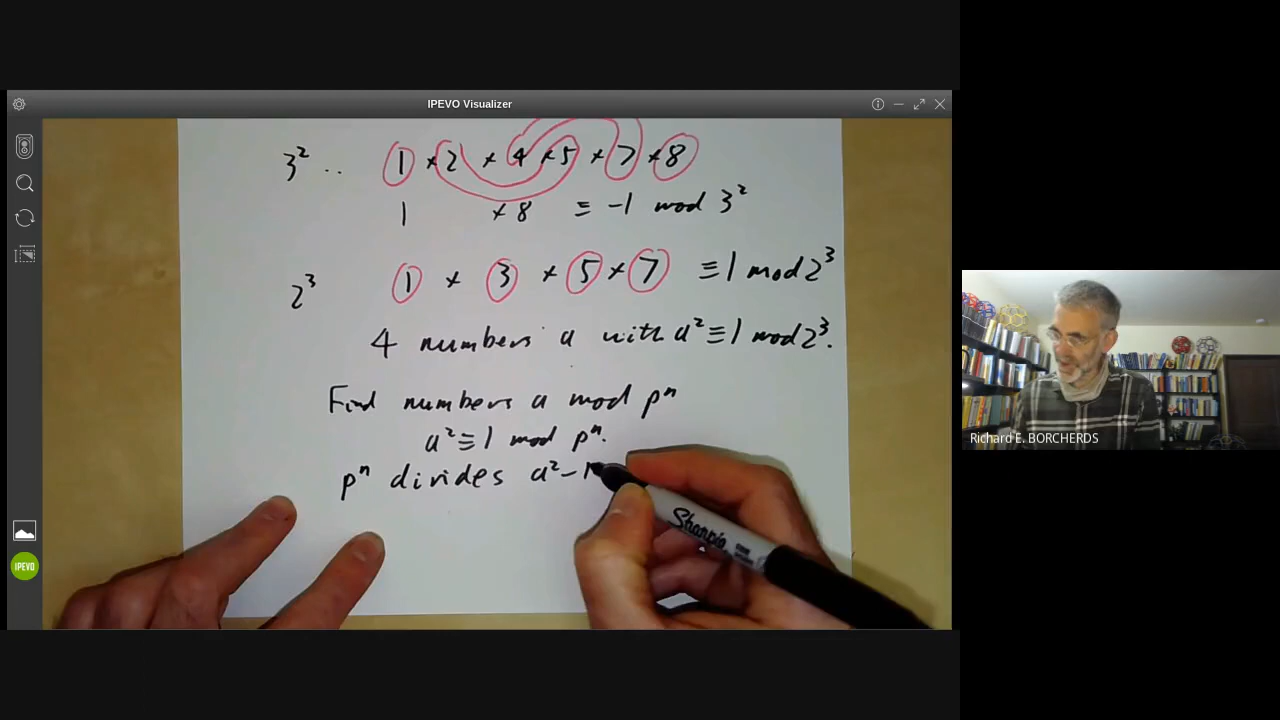 IPEVO Visualizer
3² .. 1 × 2 × 4 × 5 × 7 × 8
1 × 8 ≡ -1 mod 3²
2³ 1 × 3 × 5 × 7 ≡ 1 mod 2³
4 numbers a with a² ≡ 1 mod 2³.
Find numbers a mod pⁿ
a² ≡ 1 mod pⁿ.
pⁿ divides a² - 1
Sharpie
IPEVO
Richard E. BORCHERDS